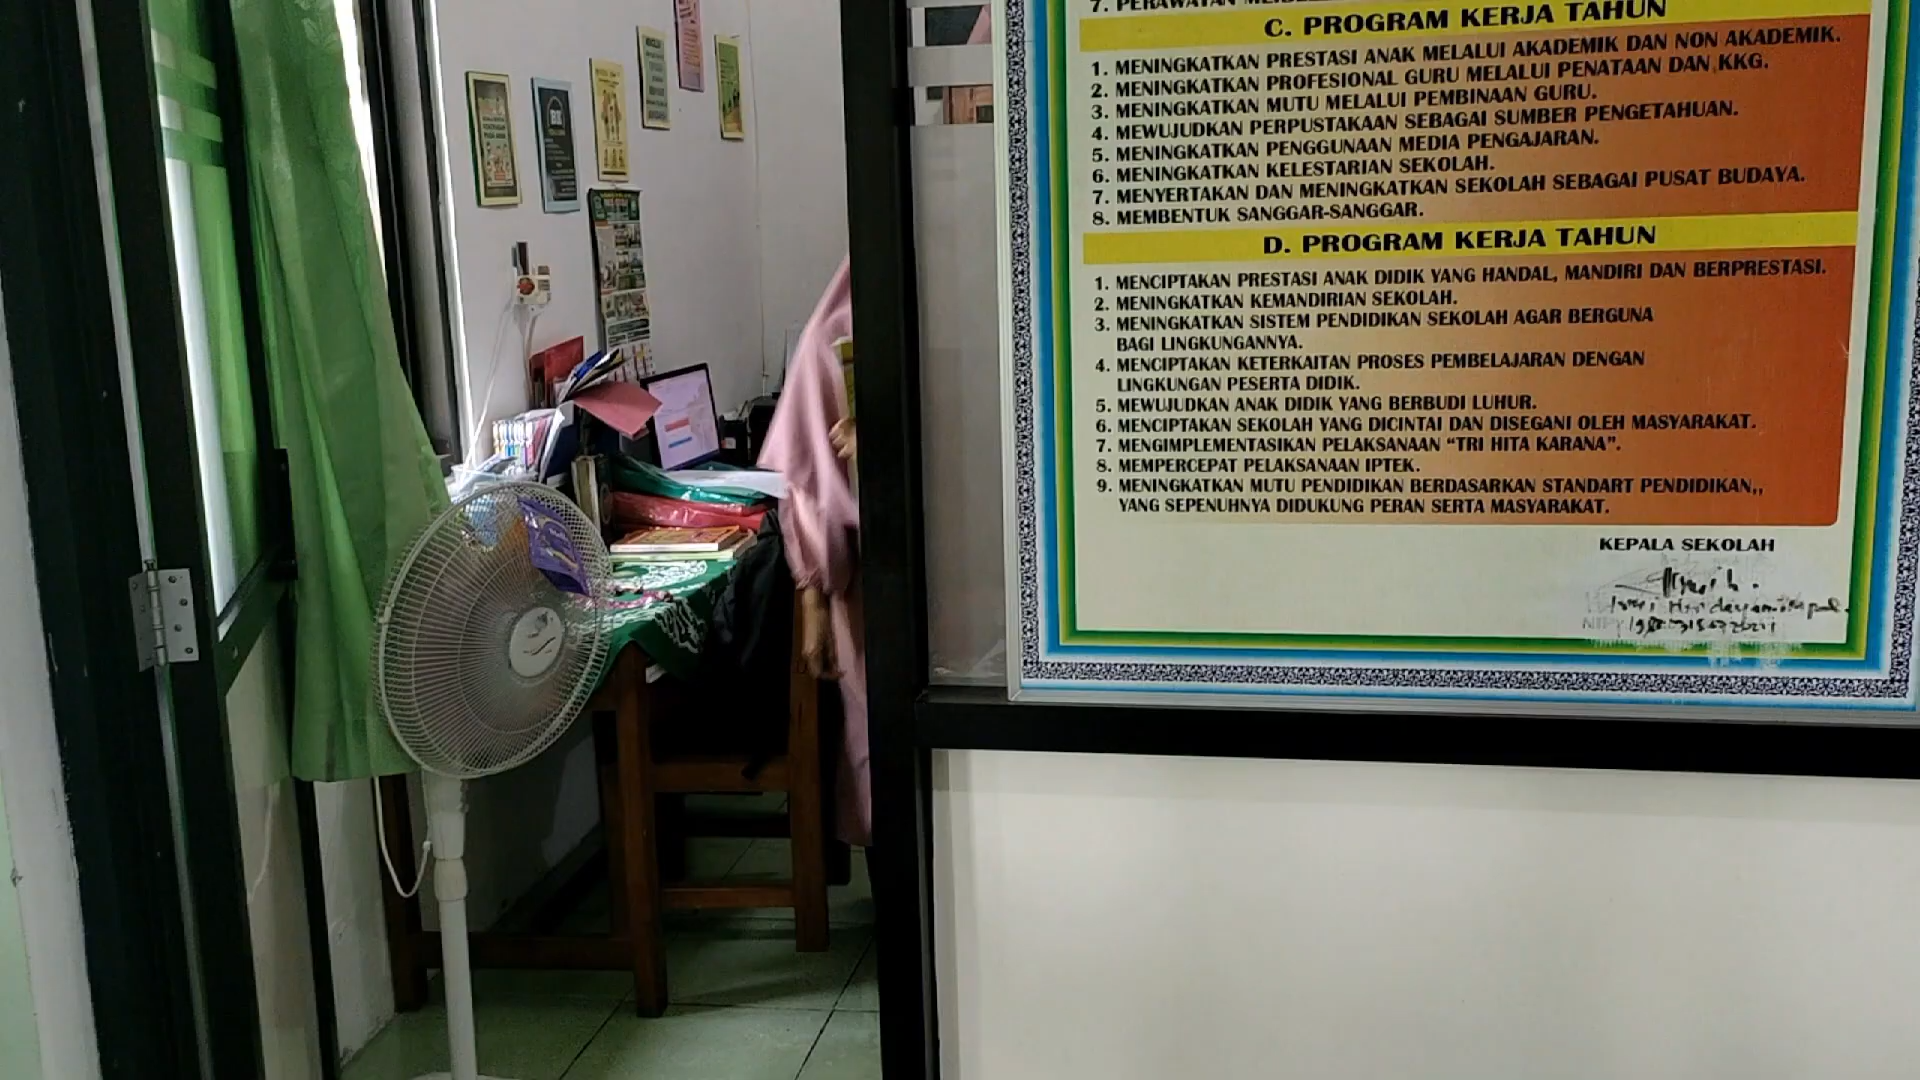 7. PERAWATAN
C. PROGRAM KERJA TAHUN
1. MENINGKATKAN PRESTASI ANAK MELALUI AKADEMIK DAN NON AKADEMIK.
2. MENINGKATKAN PROFESIONAL GURU MELALUI PENATAAN DAN KKG.
3. MENINGKATKAN MUTU MELALUI PEMBINAAN GURU.
4. MEWUJUDKAN PERPUSTAKAAN SEBAGAI SUMBER PENGETAHUAN.
5. MENINGKATKAN PENGGUNAAN MEDIA PENGAJARAN.
6. MENINGKATKAN KELESTARIAN SEKOLAH.
7. MENYERTAKAN DAN MENINGKATKAN SEKOLAH SEBAGAI PUSAT BUDAYA.
8. MEMBENTUK SANGGAR-SANGGAR.
D. PROGRAM KERJA TAHUN
1. MENCIPTAKAN PRESTASI ANAK DIDIK YANG HANDAL, MANDIRI DAN BERPRESTASI.
2. MENINGKATKAN KEMANDIRIAN SEKOLAH.
3. MENINGKATKAN SISTEM PENDIDIKAN SEKOLAH AGAR BERGUNA
BAGI LINGKUNGANNYA.
4. MENCIPTAKAN KETERKAITAN PROSES PEMBELAJARAN DENGAN
LINGKUNGAN PESERTA DIDIK.
5. MEWUJUDKAN ANAK DIDIK YANG BERBUDI LUHUR.
6. MENCIPTAKAN SEKOLAH YANG DICINTAI DAN DISEGANI OLEH MASYARAKAT.
7. MENGIMPLEMENTASIKAN PELAKSANAAN “TRI HITA KARANA”.
8. MEMPERCEPAT PELAKSANAAN IPTEK.
9. MENINGKATKAN MUTU PENDIDIKAN BERDASARKAN STANDART PENDIDIKAN,,
YANG SEPENUHNYA DIDUKUNG PERAN SERTA MASYARAKAT.
KEPALA SEKOLAH
BK